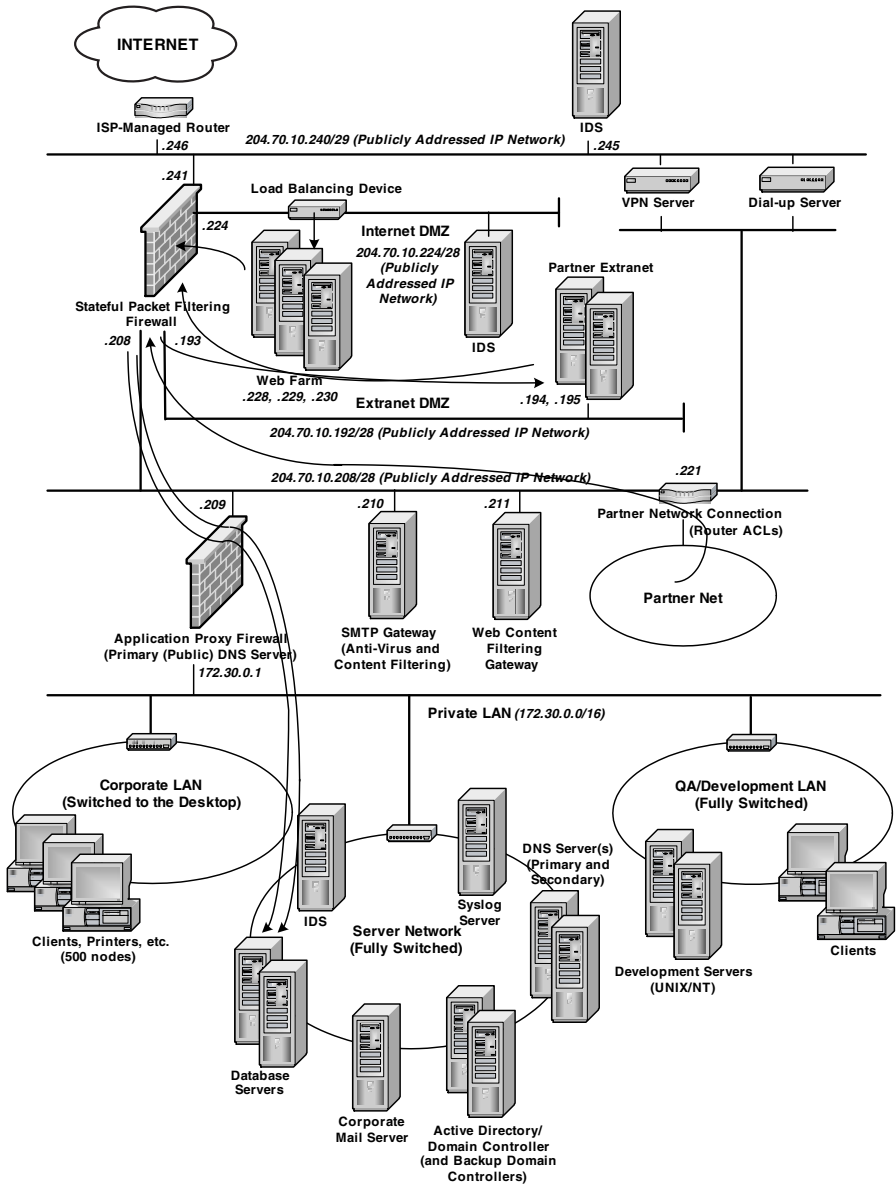 INTERNET
ISP-Managed Router
.246
204.70.10.240/29 (Publicly Addressed IP Network)
IDS
.245
.241
Load Balancing Device
VPN Server
Dial-up Server
.224
Internet DMZ
204.70.10.224/28
(Publicly
Addressed IP
Network)
IDS
Partner Extranet
Stateful Packet Filtering
Firewall
.208
.193
Web Farm
.228, .229, .230
Extranet DMZ
.194, .195
204.70.10.192/28 (Publicly Addressed IP Network)
204.70.10.208/28 (Publicly Addressed IP Network)
.221
.209
.210
.211
Partner Network Connection
(Router ACLs)
Partner Net
Application Proxy Firewall
(Primary (Public) DNS Server)
172.30.0.1
SMTP Gateway
(Anti-Virus and
Content Filtering)
Web Content
Filtering
Gateway
Private LAN (172.30.0.0/16)
Corporate LAN
(Switched to the Desktop)
QA/Development LAN
(Fully Switched)
Clients, Printers, etc.
(500 nodes)
IDS
Server Network
(Fully Switched)
Syslog
Server
DNS Server(s)
(Primary and
Secondary)
Development Servers
(UNIX/NT)
Clients
Database
Servers
Corporate
Mail Server
Active Directory/
Domain Controller
(and Backup Domain
Controllers)